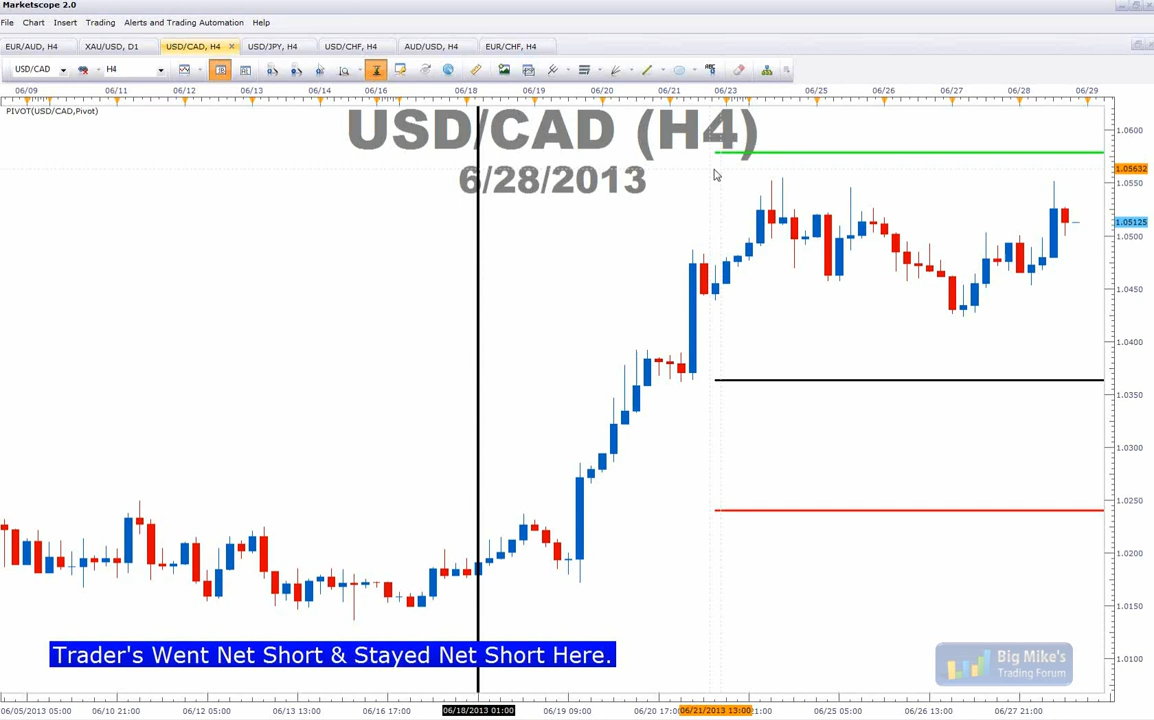 Marketscope 2.0
File Chart Insert Trading Alerts and Trading Automation Help
EUR/AUD, H4 XAU/USD, D1 USD/CAD, H4 USD/JPY, H4 USD/CHF, H4 AUD/USD, H4 EUR/CHF, H4
USD/CAD H4 ABC
06/09 06/11 06/12 06/13 06/14 06/16 06/18 06/19 06/20 06/22 06/23 06/25 06/26 06/27 06/28 06/29
PIVOT(USD/CAD,Pivot)
USD/CAD (H4)
6/28/2013
1.0600
1.05632
1.0550
1.05125
1.0500
1.0450
1.0400
1.0350
1.0300
1.0250
1.0200
1.0150
1.0100
Trader's Went Net Short & Stayed Net Short Here.
Big Mike's
Trading Forum
06/05/2013 05:00 06/10 21:00 06/12 05:00 06/13 13:00 06/16 17:00 06/18/2013 01:00 06/19 09:00 06/20 17:0 06/21/2013 13:00 21:00 06/25 05:00 06/26 13:00 06/27 21:00